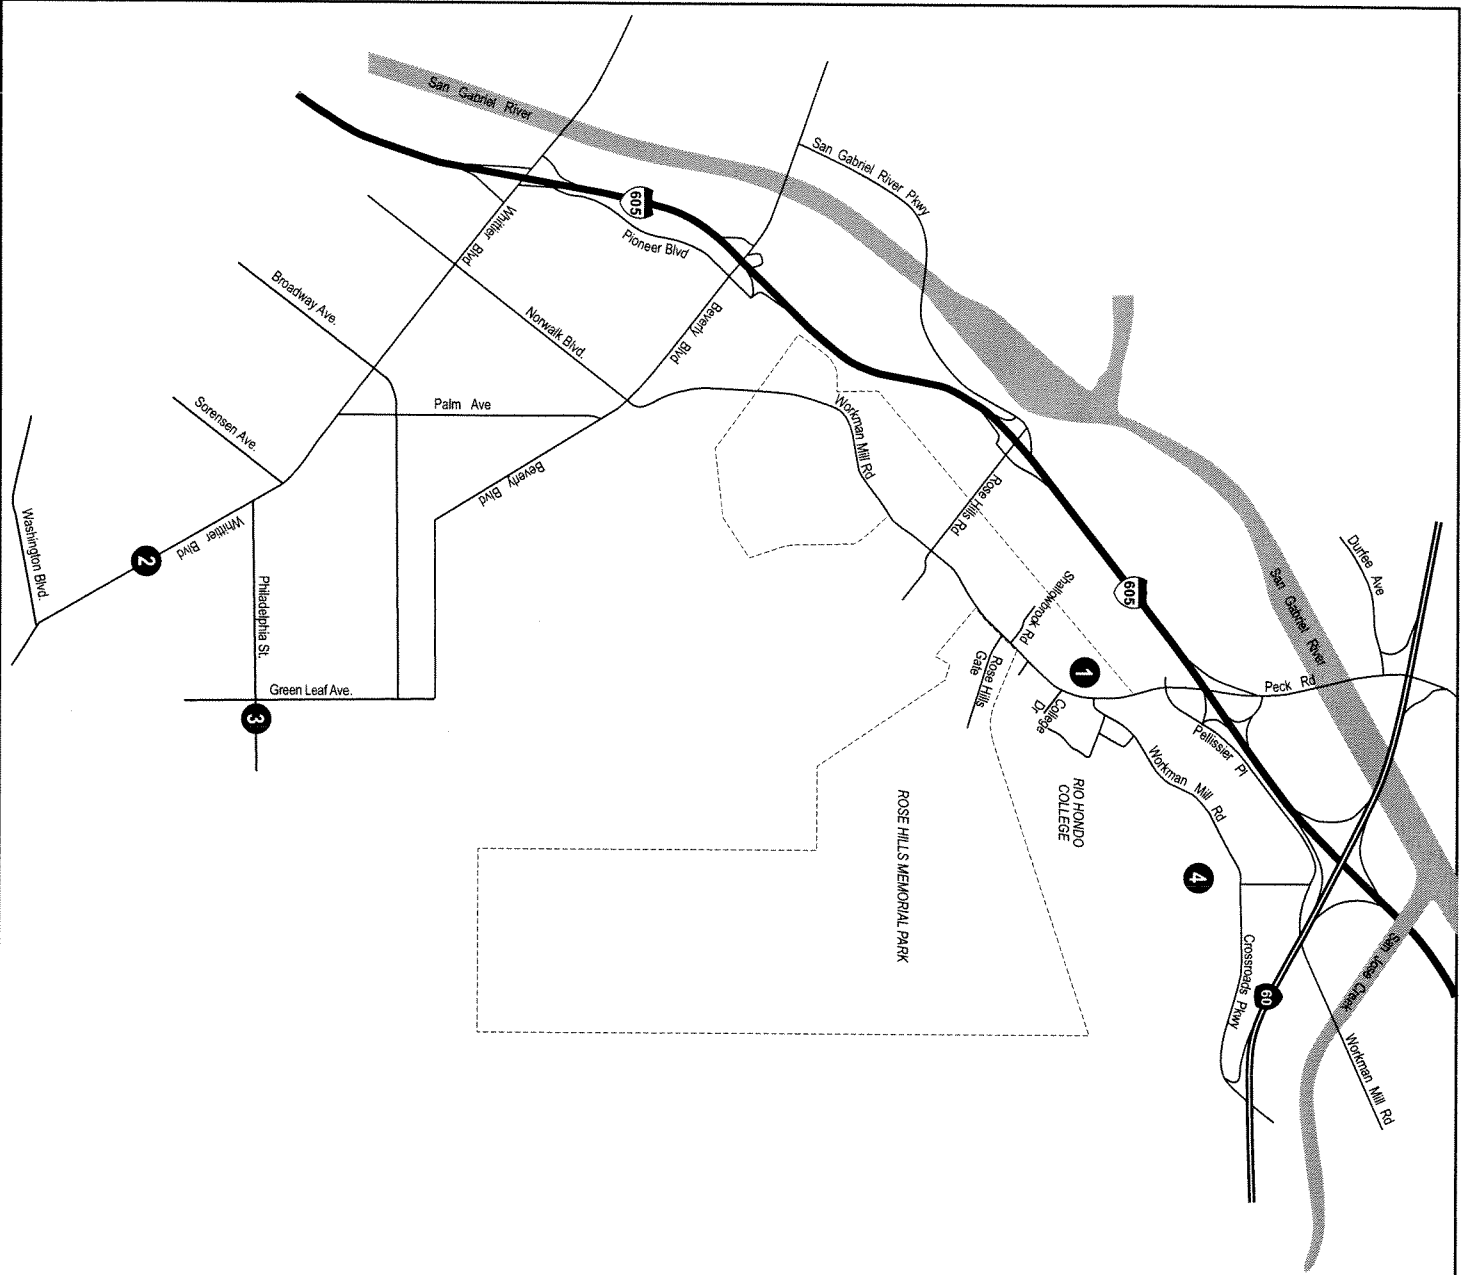 San Gabriel River
605
San Gabriel River Pkwy
Pioneer Blvd
Whittier
Blvd
Beverly Blvd
Norwalk Blvd.
Broadway Ave.
Sorensen Ave.
Palm Ave
Beverly Blvd
Workman Mill Rd
Rose Hills Rd
Shallowbrook Rd
605
San Gabriel River
Durfee Ave
Peck Rd
Washington Blvd.
2
Whittier Blvd
Philadelphia St.
Green Leaf Ave.
3
1
Rose Hills
Gate
College
Dr
Pellissier Pl
Workman Mill Rd
RIO HONDO
COLLEGE
ROSE HILLS MEMORIAL PARK
4
Crossroads Pkwy
60
San Jose Creek
Workman Mill Rd